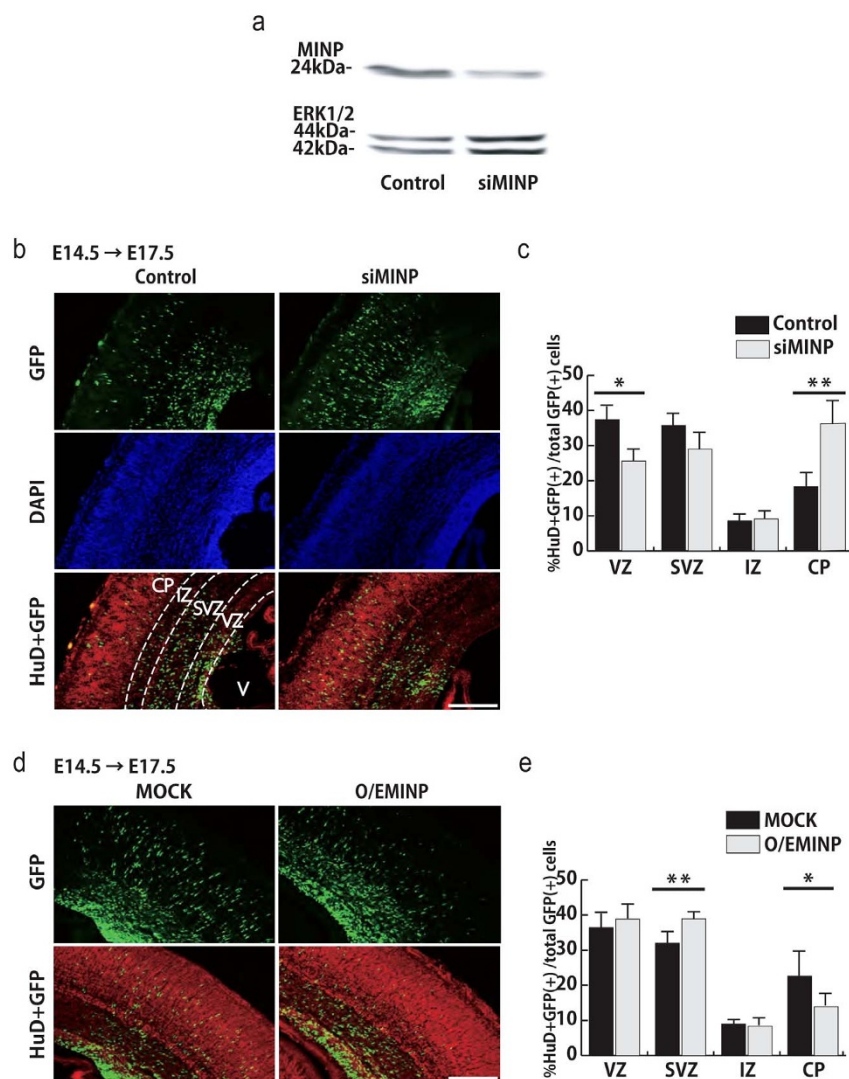 a
MINP
24kDa-
ERK1/2
44kDa-
42kDa-
Control siMINP
b E14.5 → E17.5
Control siMINP
GFP
DAPI
HuD+GFP
CP IZ SVZ VZ
V
c
Control
siMINP
%HuD+GFP(+) /total GFP(+) cells
50
40
30
20
10
0
* **
VZ SVZ IZ CP
d E14.5 → E17.5
MOCK O/EMINP
GFP
HuD+GFP
e
MOCK
O/EMINP
%HuD+GFP(+) /total GFP(+) cells
50
40
30
20
10
0
** *
VZ SVZ IZ CP